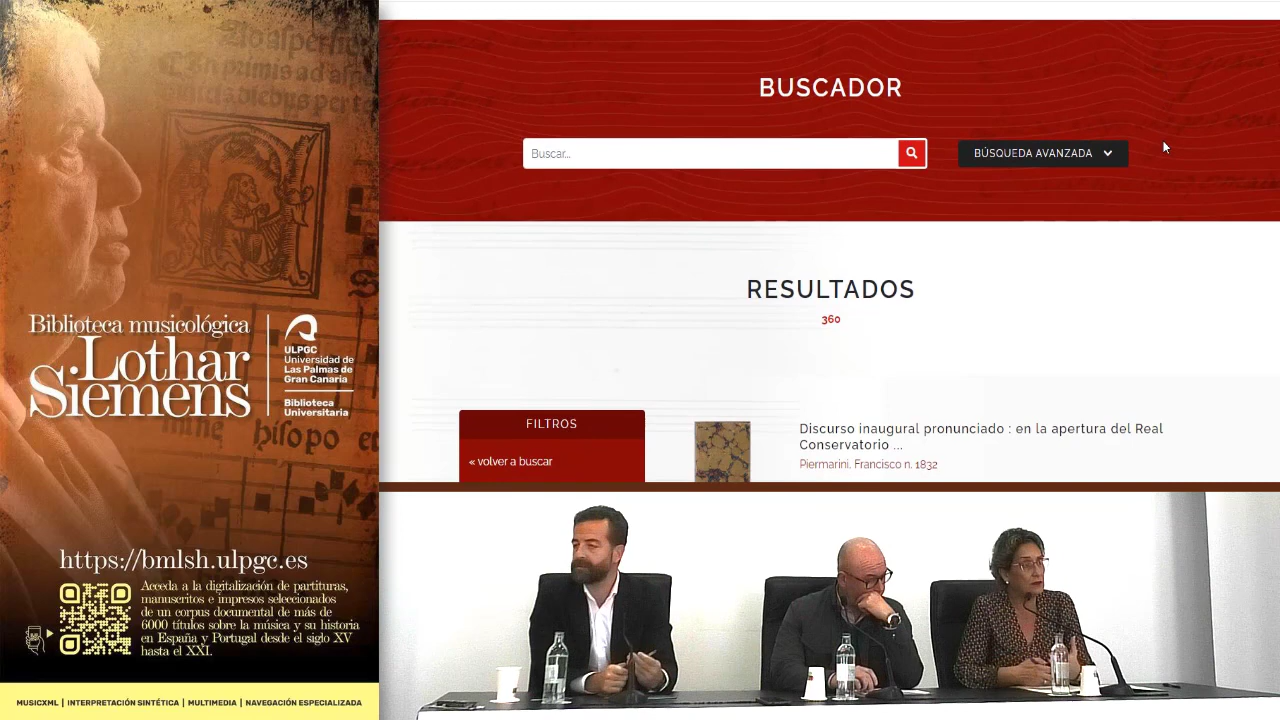 Biblioteca musicológica
Lothar
Siemens
ULPGC
Universidad de
Las Palmas de
Gran Canaria
Biblioteca
Universitaria
hisopo
https://bmlsh.ulpgc.es
Acceda a la digitalización de partituras,
manuscritos e impresos seleccionados
de un corpus documental de más de
6000 títulos sobre la música y su historia
en España y Portugal desde el siglo XV
hasta el XXI.
MUSICXML | INTERPRETACIÓN SINTÉTICA | MULTIMEDIA | NAVEGACIÓN ESPECIALIZADA
BUSCADOR
Buscar...
BÚSQUEDA AVANZADA
RESULTADOS
360
FILTROS
« volver a buscar
Discurso inaugural pronunciado : en la apertura del Real
Conservatorio ...
Piermarini, Francisco n. 1832